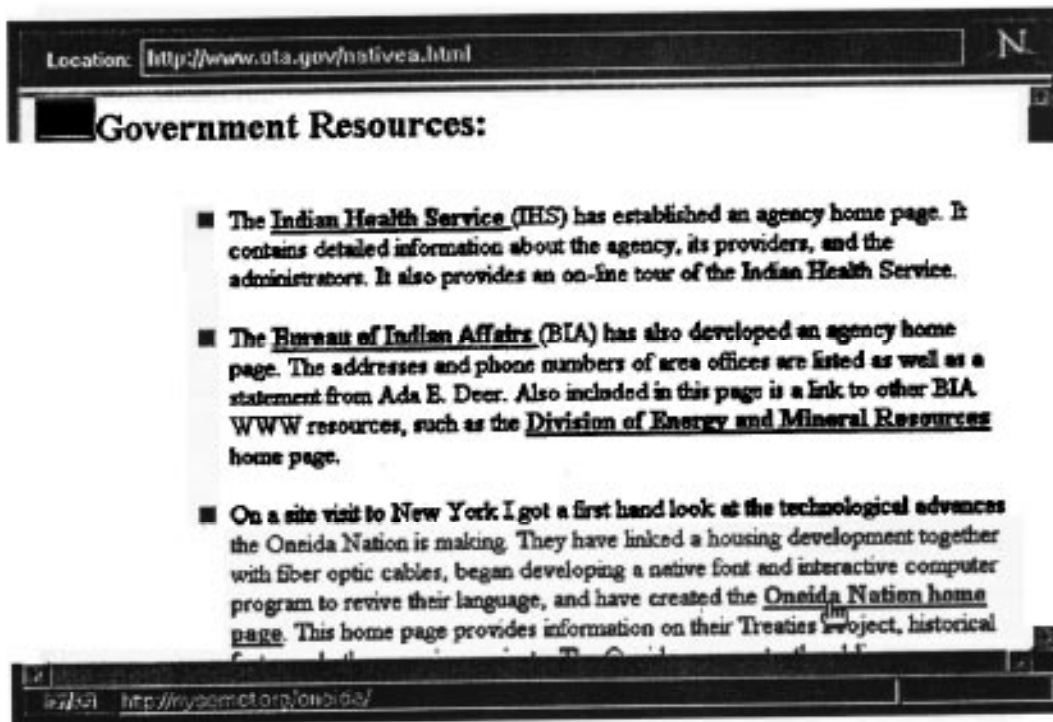 Location: http://www.ota.gov/nativea.html
N
Government Resources:
The Indian Health Service (IHS) has established an agency home page. It
contains detailed information about the agency, its providers, and the
administrators. It also provides an on-line tour of the Indian Health Service.
The Bureau of Indian Affairs (BIA) has also developed an agency home
page. The addresses and phone numbers of area offices are listed as well as a
statement from Ada E. Deer. Also included in this page is a link to other BIA
WWW resources, such as the Division of Energy and Mineral Resources
home page.
On a site visit to New York I got a first hand look at the technological advances
the Oneida Nation is making. They have linked a housing development together
with fiber optic cables, began developing a native font and interactive computer
program to revive their language, and have created the Oneida Nation home
page. This home page provides information on their Treaties Project, historical